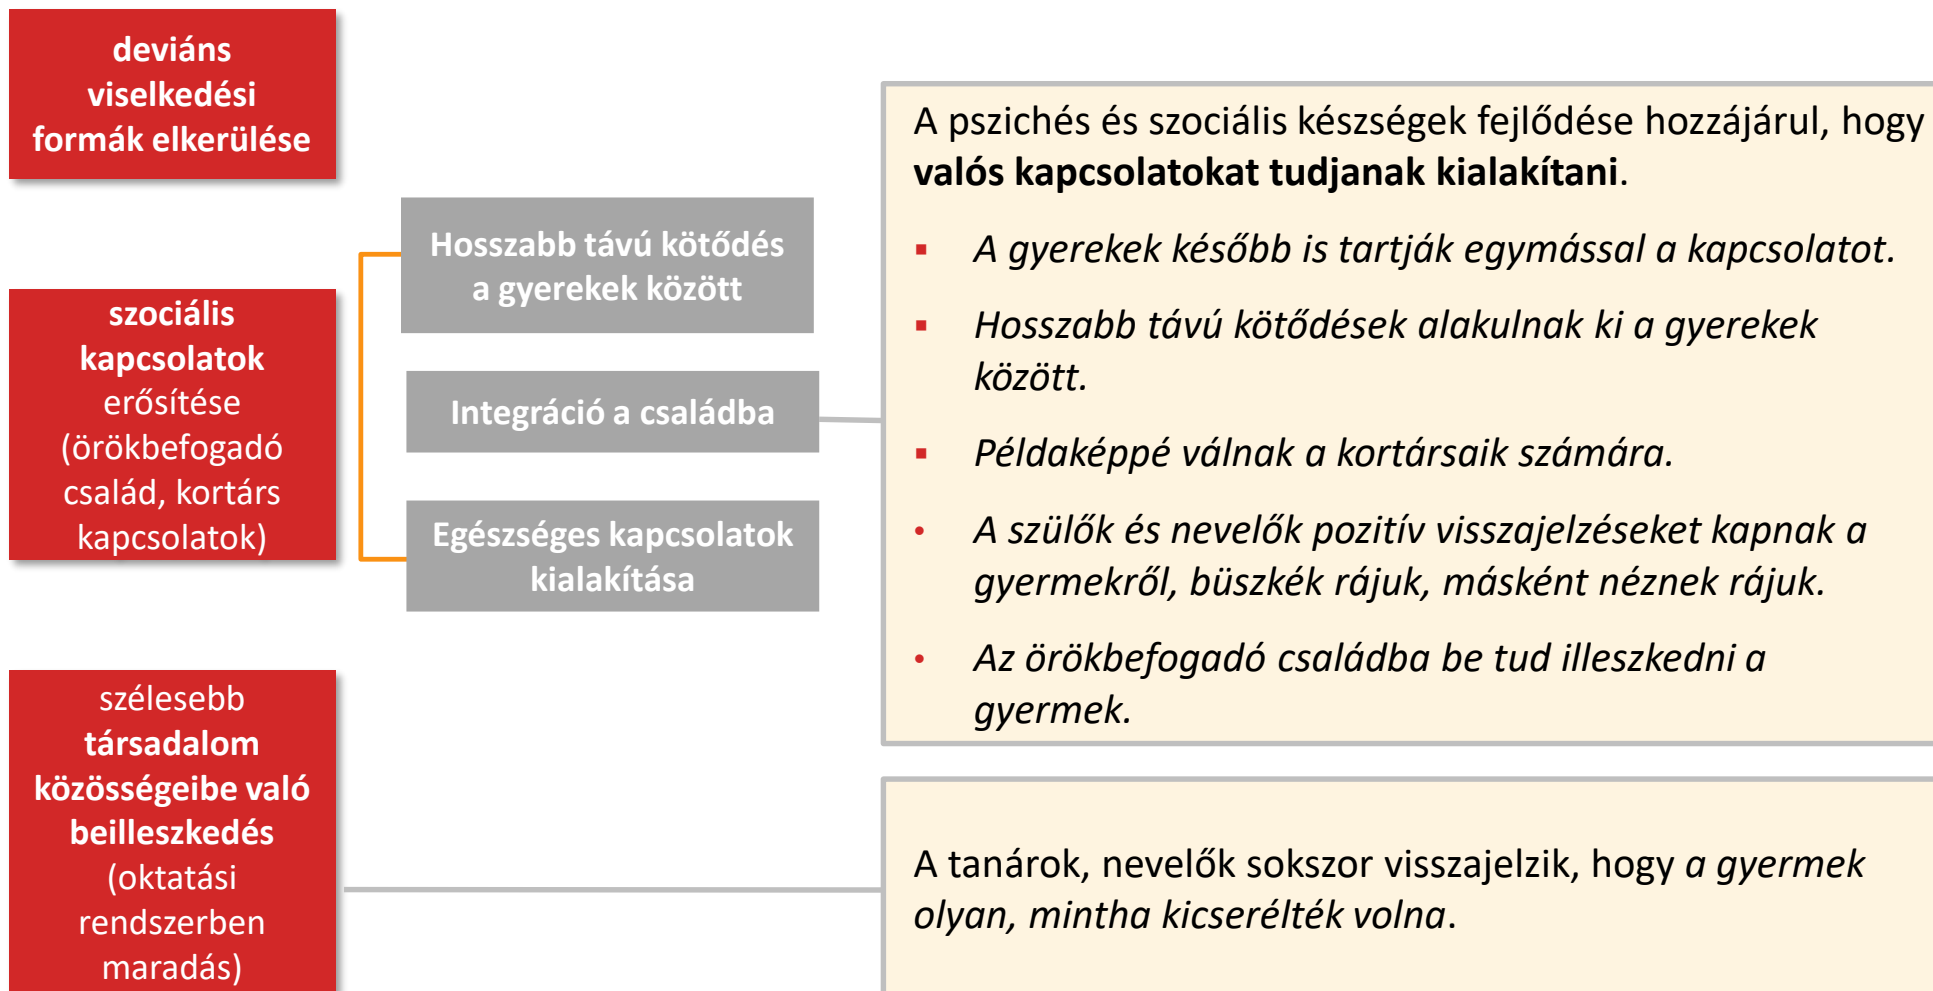 deviáns
viselkedési
formák elkerülése
szociális
kapcsolatok
erősítése
(örökbefogadó
család, kortárs
kapcsolatok)
szélesebb
társadalom
közösségeibe való
beilleszkedés
(oktatási
rendszerben
maradás)
Hosszabb távú kötődés
a gyerekek között
Integráció a családba
Egészséges kapcsolatok
kialakítása
A pszichés és szociális készségek fejlődése hozzájárul, hogy
valós kapcsolatokat tudjanak kialakítani.
▪ A gyerekek később is tartják egymással a kapcsolatot.
▪ Hosszabb távú kötődések alakulnak ki a gyerekek
között.
▪ Példaképpé válnak a kortársaik számára.
• A szülők és nevelők pozitív visszajelzéseket kapnak a
gyermekről, büszkék rájuk, másként néznek rájuk.
• Az örökbefogadó családba be tud illeszkedni a
gyermek.
A tanárok, nevelők sokszor visszajelzik, hogy a gyermek
olyan, mintha kicserélték volna.